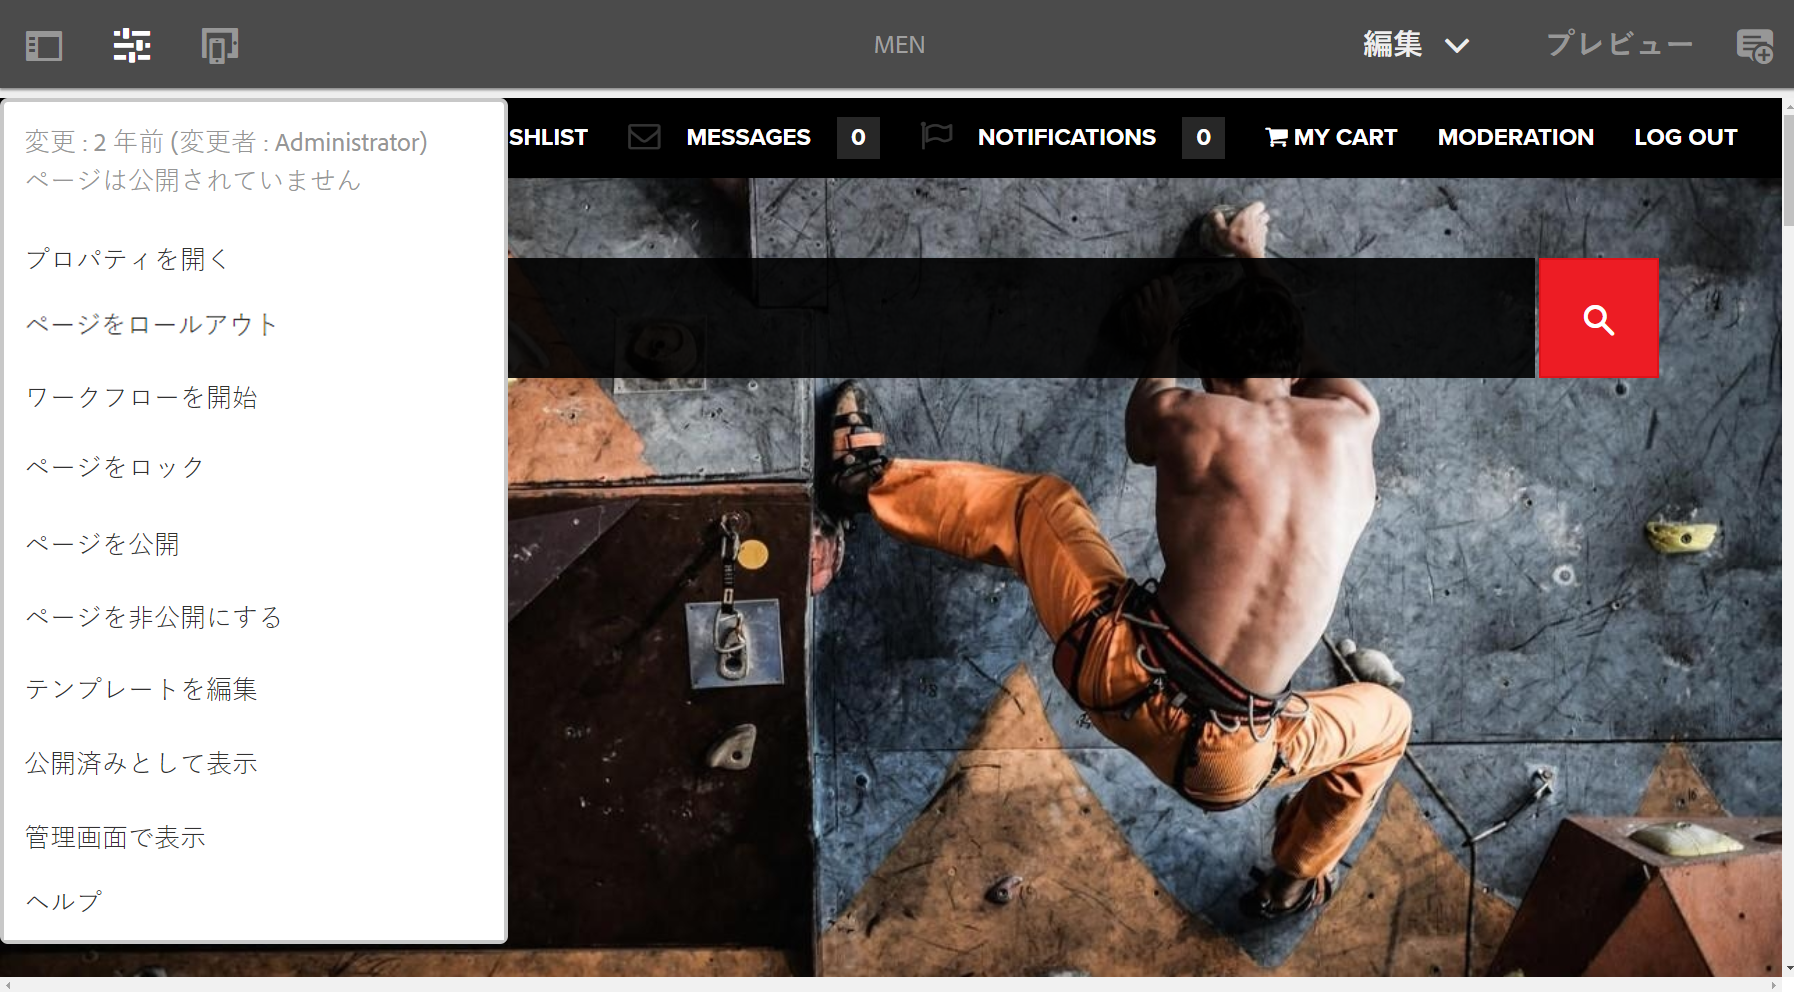 MEN
編集
プレビュー
変更 : 2 年前 (変更者 : Administrator)
ページは公開されていません
プロパティを開く
ページをロールアウト
ワークフローを開始
ページをロック
ページを公開
ページを非公開にする
テンプレートを編集
公開済みとして表示
管理画面で表示
ヘルプ
SHLIST
MESSAGES 0
NOTIFICATIONS 0
MY CART
MODERATION
LOG OUT